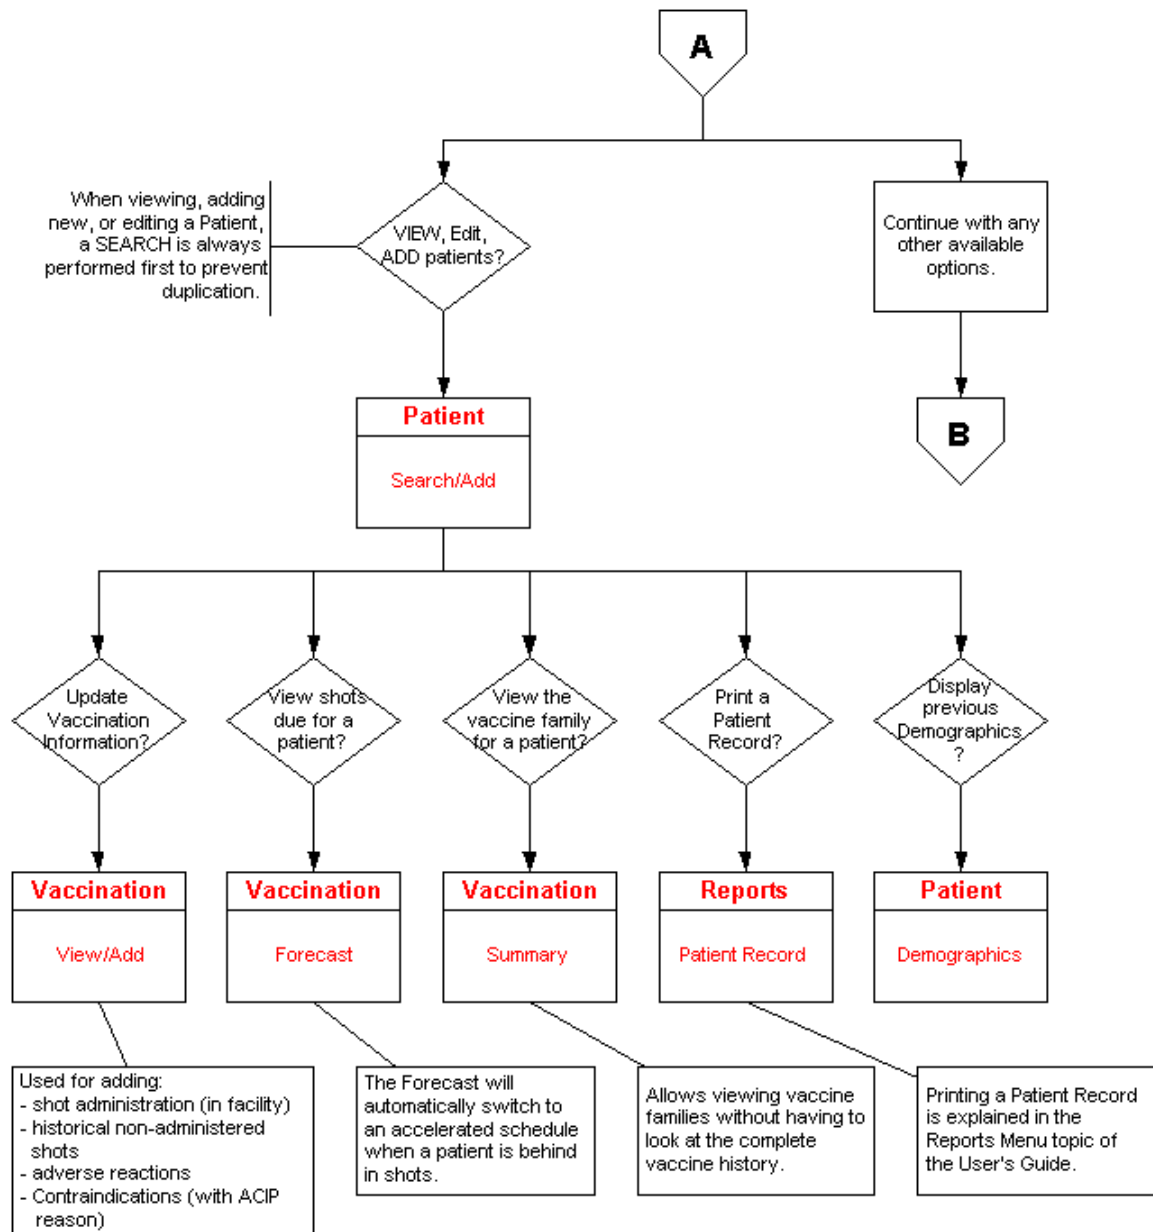 A
When viewing, adding
new, or editing a Patient,
a SEARCH is always
performed first to prevent
duplication.
VIEW, Edit,
ADD patients?
Continue with any
other available
options.
Patient
Search/Add
B
Update
Vaccination
Information?
View shots
due for a
patient?
View the
vaccine family
for a patient?
Print a
Patient
Record?
Display
previous
Demographics
?
Vaccination
View/Add
Vaccination
Forecast
Vaccination
Summary
Reports
Patient Record
Patient
Demographics
Used for adding:
- shot administration (in facility)
- historical non-administered
shots
- adverse reactions
- Contraindications (with ACIP
reason)
The Forecast will
automatically switch to
an accelerated schedule
when a patient is behind
in shots.
Allows viewing vaccine
families without having to
look at the complete
vaccine history.
Printing a Patient Record
is explained in the
Reports Menu topic of
the User's Guide.